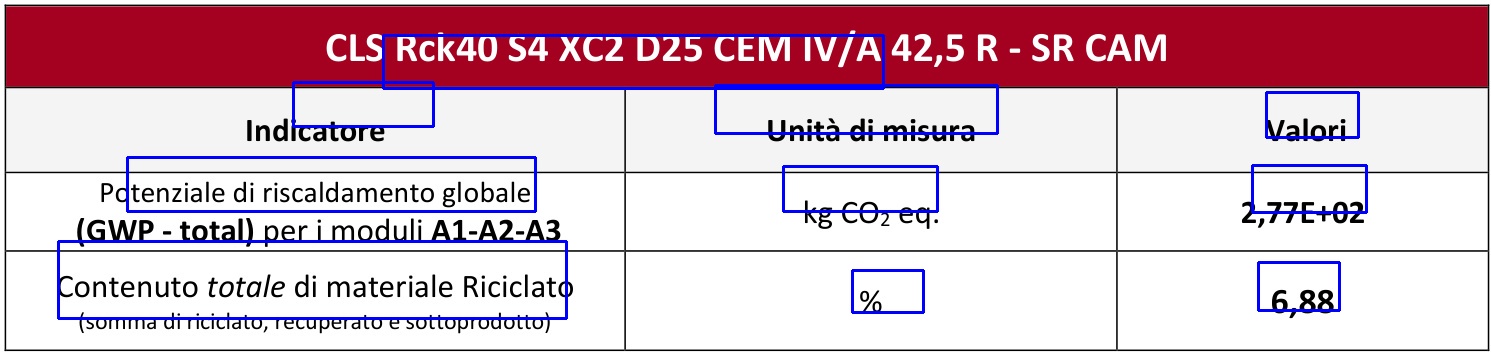 CLS Rck40 S4 XC2 D25 CEM IV/A 42,5 R - SR CAM
Indicatore Unità di misura Valori
Potenziale di riscaldamento globale
(GWP - total) per i moduli A1-A2-A3 kg CO₂ eq. 2,77E+02
Contenuto totale di materiale Riciclato
(somma di riciclato, recuperato e sottoprodotto) % 6,88